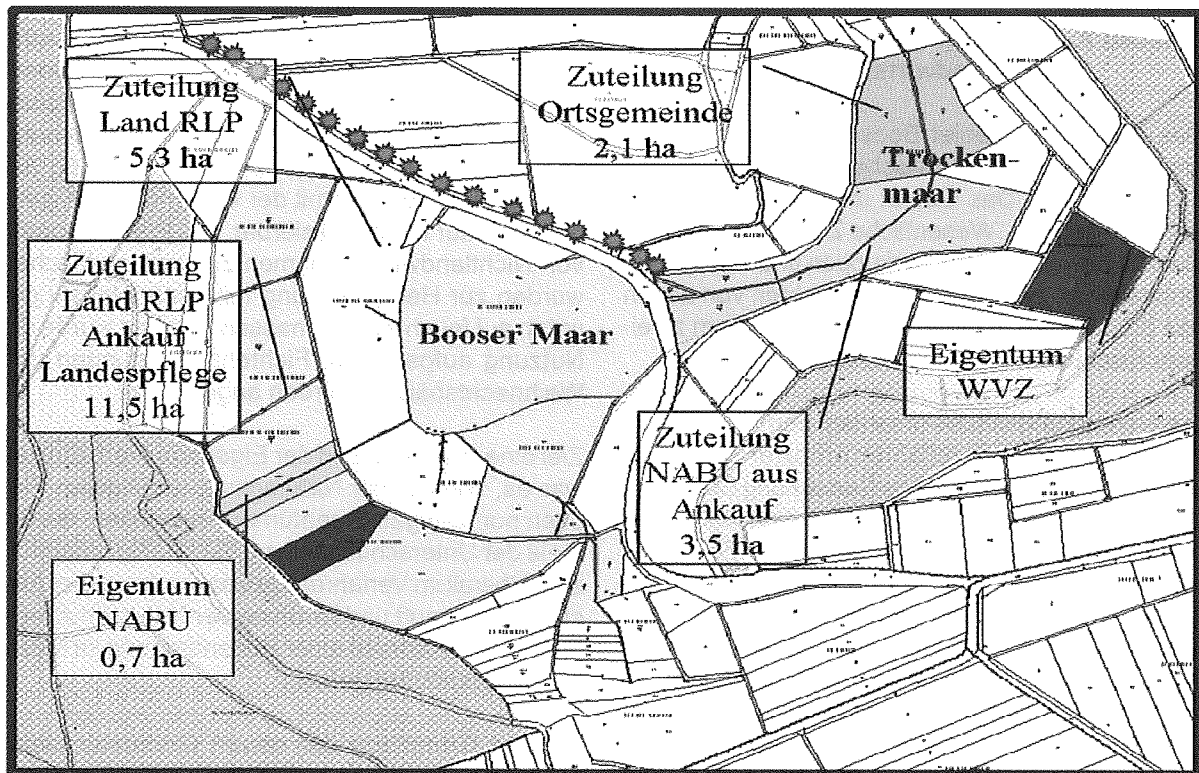 Zuteilung
Land RLP
5,3 ha
Zuteilung
Ortsgemeinde
2,1 ha
Trocken-
maar
Zuteilung
Land RLP
Ankauf
Landespflege
11,5 ha
Booser Maar
Eigentum
WVZ
Zuteilung
NABU aus
Ankauf
3,5 ha
Eigentum
NABU
0,7 ha